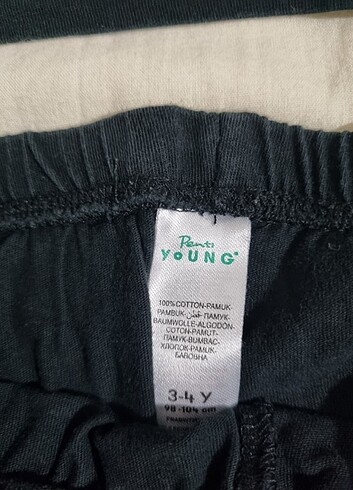 Penti
YOUNG
100%COTTON-PAMUK-
PAMBUK-قطن-ПАМУК-
BAUMWOLLE-ALGODÓN-
COTON-PAMUT-
ПАМУК-BUMBAC-
ХЛОПОК-PAMUK-
БАВОВНА
3-4 Y
98-104 cm